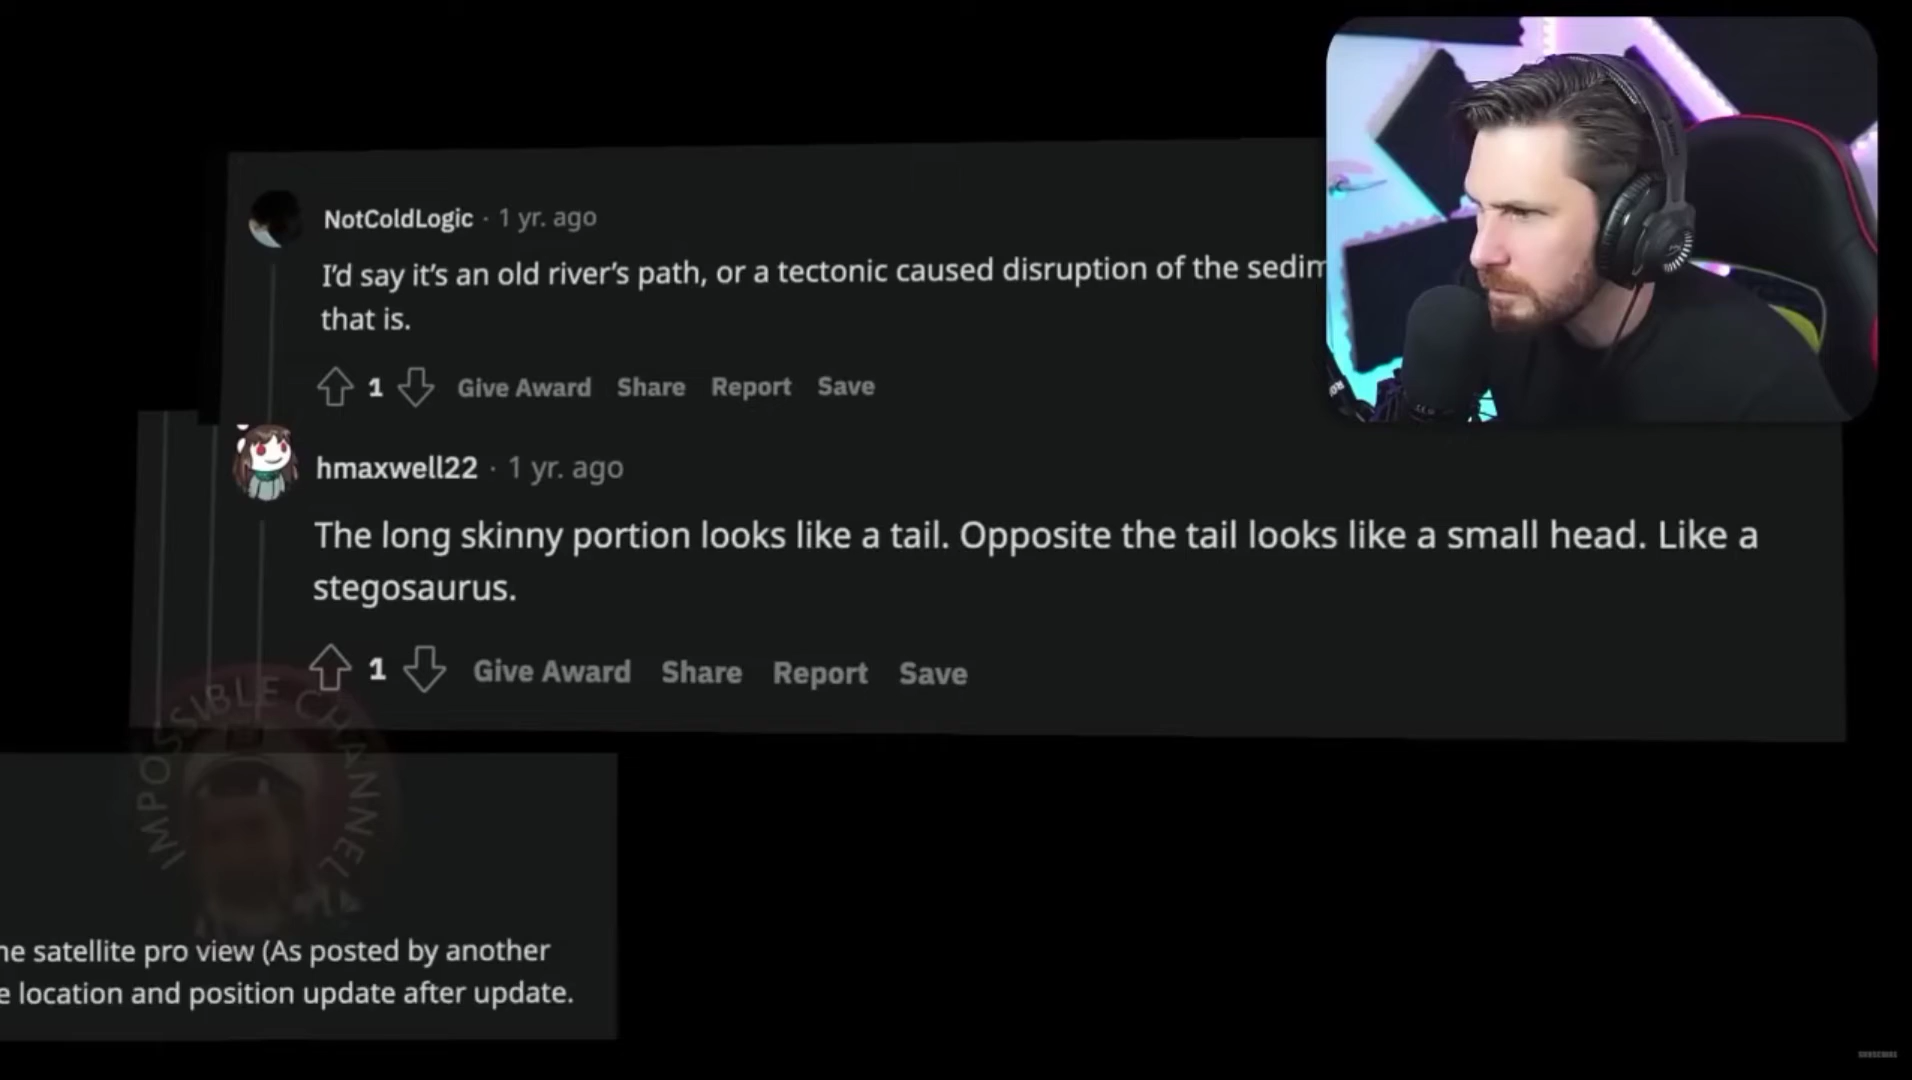 NotColdLogic · 1 yr. ago
I'd say it's an old river's path, or a tectonic caused disruption of the
that is.
1 Give Award Share Report Save
hmaxwell22 · 1 yr. ago
The long skinny portion looks like a tail. Opposite the tail looks like a small head. Like a
stegosaurus.
1 Give Award Share Report Save
IMPOSSIBLE CHANNEL
satellite pro view (As posted by another
location and position update after update.
SUBSCRIBE